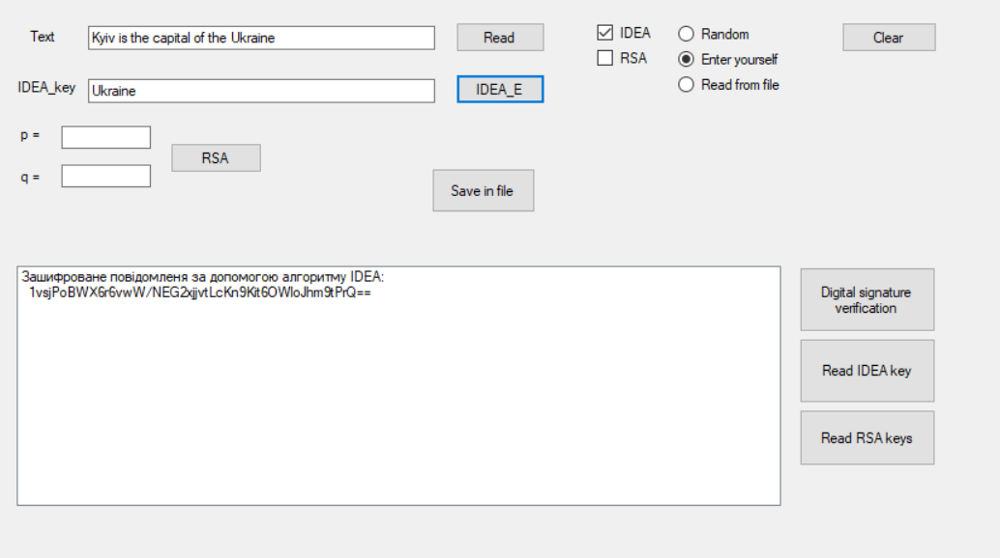 Text
Kyiv is the capital of the Ukraine
Read
IDEA
Random
Clear
RSA
Enter yourself
IDEA_key
Ukraine
IDEA_E
Read from file
p =
RSA
q =
Save in file
Зашифроване повідомленя за допомогою алгоритму IDEA:
1vsjPoBWX6r6vwW/NEG2xjjvtLcKn9Kit6OWloJhm9tPrQ==
Digital signature
verification
Read IDEA key
Read RSA keys